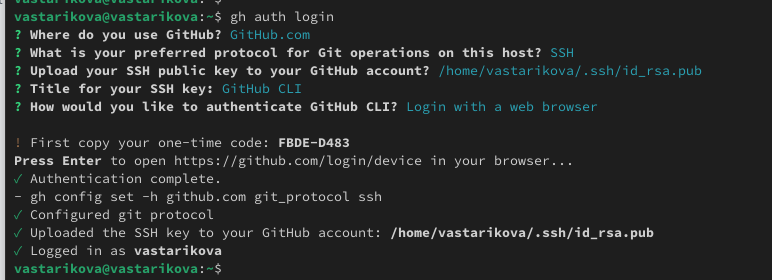 vastarikova@vastarikova:~$ gh auth login
? Where do you use GitHub? GitHub.com
? What is your preferred protocol for Git operations on this host? SSH
? Upload your SSH public key to your GitHub account? /home/vastarikova/.ssh/id_rsa.pub
? Title for your SSH key: GitHub CLI
? How would you like to authenticate GitHub CLI? Login with a web browser
! First copy your one-time code: FBDE-D483
Press Enter to open https://github.com/login/device in your browser...
✓ Authentication complete.
- gh config set -h github.com git_protocol ssh
✓ Configured git protocol
✓ Uploaded the SSH key to your GitHub account: /home/vastarikova/.ssh/id_rsa.pub
✓ Logged in as vastarikova
vastarikova@vastarikova:~$